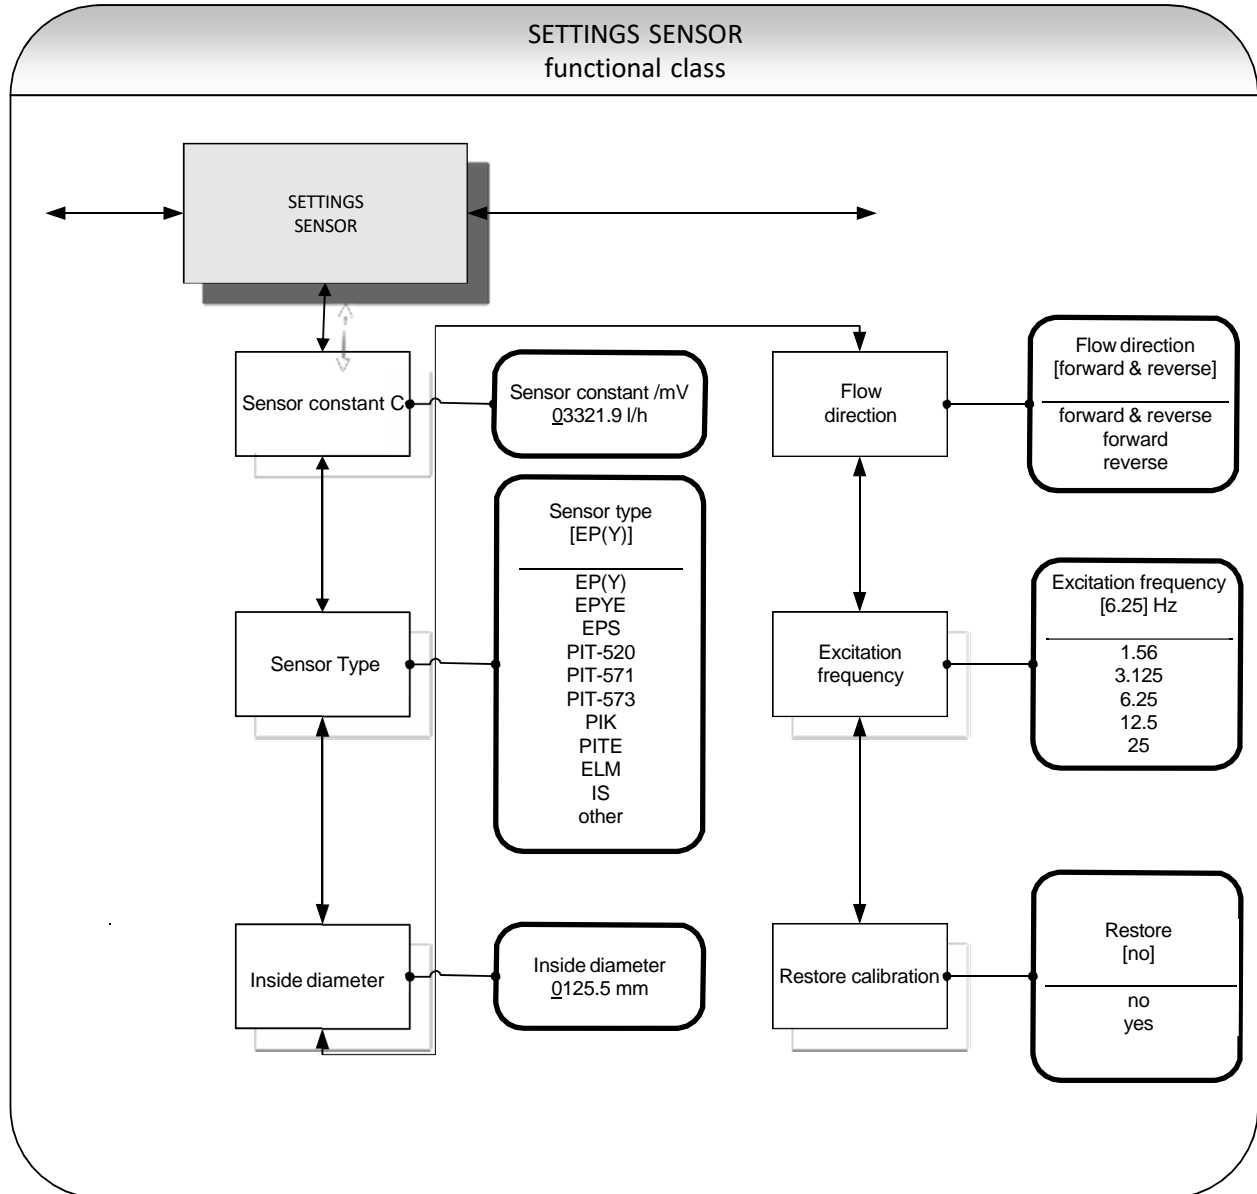 SETTINGS SENSOR
functional class
SETTINGS
SENSOR
Sensor constant C
Sensor constant /mV
03321.9 l/h
Sensor Type
Sensor type
[EP(Y)]
EP(Y)
EPYE
EPS
PIT-520
PIT-571
PIT-573
PIK
PITE
ELM
IS
other
Inside diameter
Inside diameter
0125.5 mm
Flow
direction
Flow direction
[forward & reverse]
forward & reverse
forward
reverse
Excitation
frequency
Excitation frequency
[6.25] Hz
1.56
3.125
6.25
12.5
25
Restore calibration
Restore
[no]
no
yes